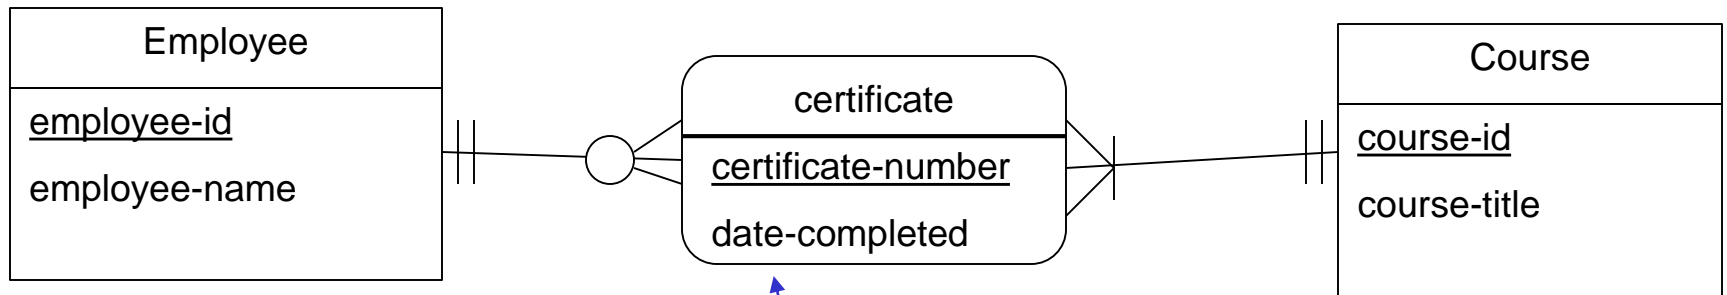 Employee
employee-id
employee-name
certificate
certificate-number
date-completed
Course
course-id
course-title